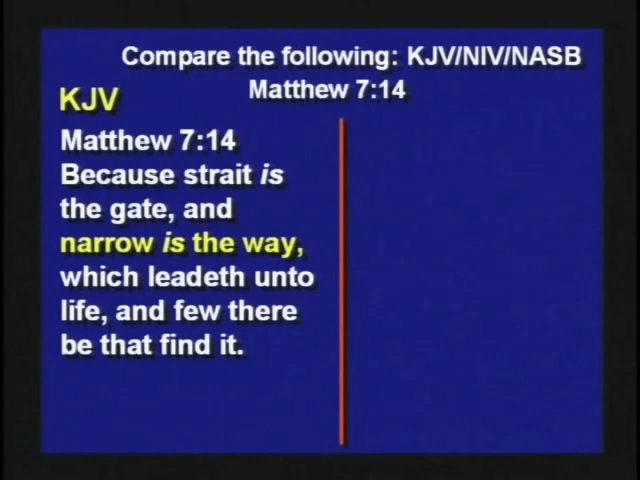 Compare the following: KJV/NIV/NASB
Matthew 7:14
KJV
Matthew 7:14
Because strait is
the gate, and
narrow is the way,
which leadeth unto
life, and few there
be that find it.